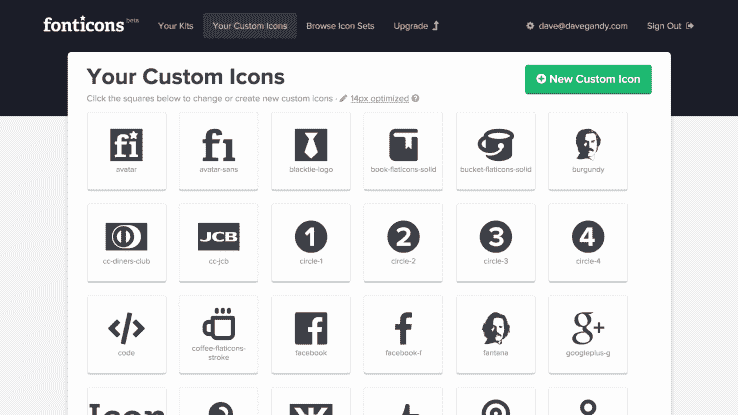 fonticons beta Your Kits Your Custom Icons Browse Icon Sets Upgrade dave@davegandy.com Sign Out
Your Custom Icons
New Custom Icon
Click the squares below to change or create new custom icons · 14px optimized
fi fi JCB
avatar avatar-sans blacktie-logo book-flaticons-solid bucket-flaticons-solid burgundy
JCB 1 2 3 4
cc-diners-club cc-jcb circle-1 circle-2 circle-3 circle-4
</> f f g+
code coffee-flaticons-stroke facebook facebook-f fantana googleplus-g
Icon